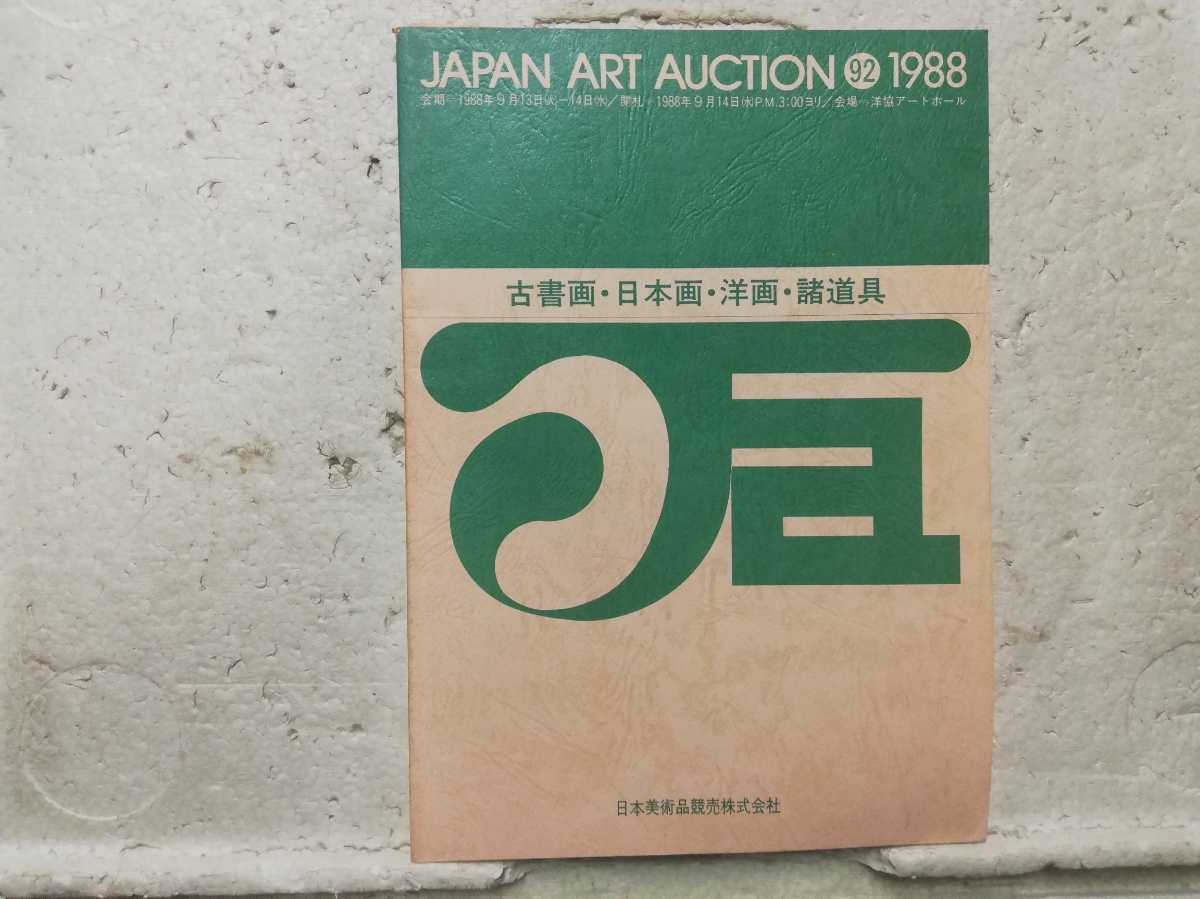 JAPAN ART AUCTION 92 1988
会期=1988年9月13日(火)―14日(水)/開札=1988年9月14日(水)P.M.3:00ヨリ/会場=洋協アートホール
古書画・日本画・洋画・諸道具
日本美術品競売株式会社